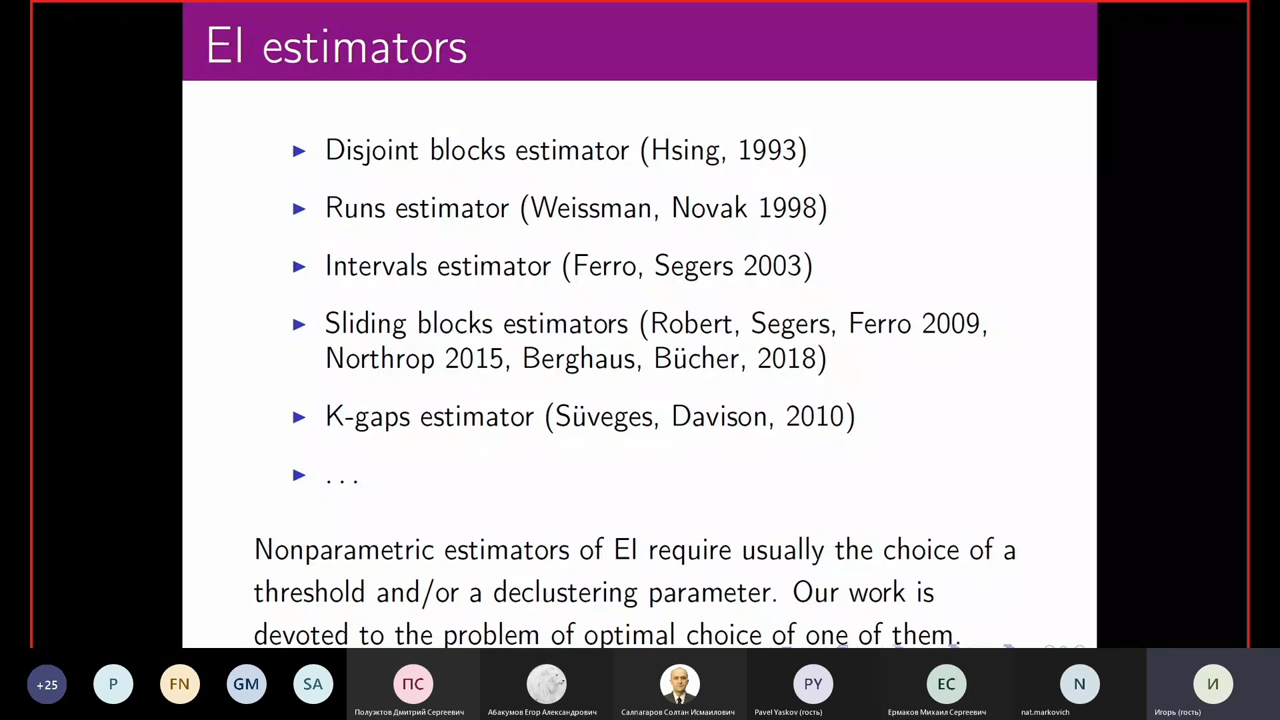 EI estimators
Disjoint blocks estimator (Hsing, 1993)
Runs estimator (Weissman, Novak 1998)
Intervals estimator (Ferro, Segers 2003)
Sliding blocks estimators (Robert, Segers, Ferro 2009,
Northrop 2015, Berghaus, Bücher, 2018)
K-gaps estimator (Süveges, Davison, 2010)
...
Nonparametric estimators of EI require usually the choice of a
threshold and/or a declustering parameter. Our work is
devoted to the problem of optimal choice of one of them.
+25 P FN GM SA ПС PY ЕС N И
Полуэктов Дмитрий Сергеевич Абакумов Егор Александрович Салпагаров Солтан Исмаилович Pavel Yaskov (гость) Ермаков Михаил Сергеевич nat.markovich Игорь (гость)